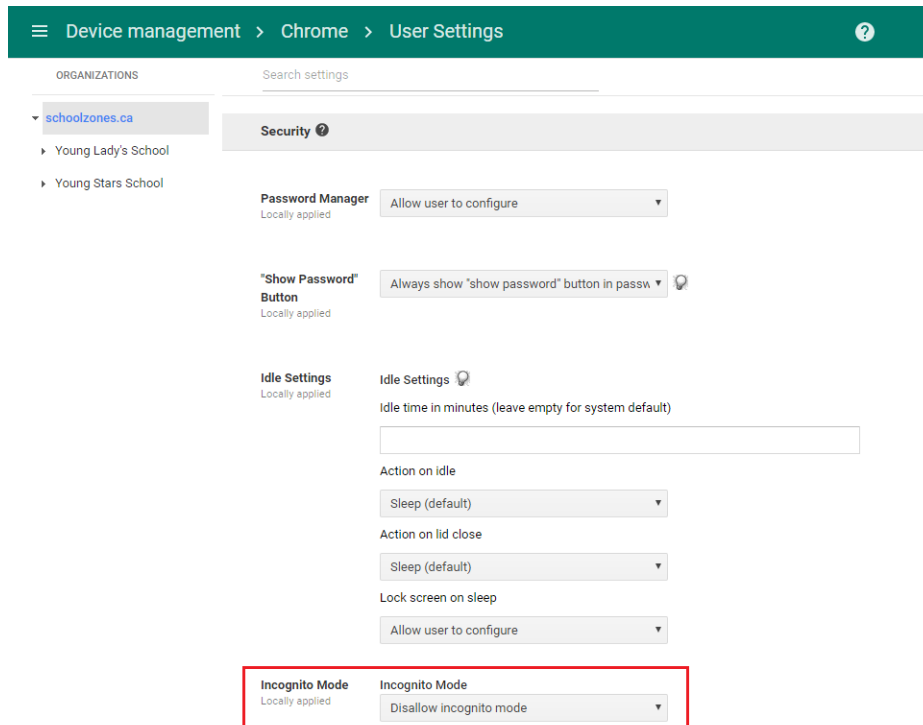 Device management > Chrome > User Settings
ORGANIZATIONS
Search settings
schoolzones.ca
Young Lady's School
Young Stars School
Security
Password Manager
Locally applied
Allow user to configure
"Show Password"
Button
Locally applied
Always show "show password" button in passw
Idle Settings
Locally applied
Idle Settings
Idle time in minutes (leave empty for system default)
Action on idle
Sleep (default)
Action on lid close
Sleep (default)
Lock screen on sleep
Allow user to configure
Incognito Mode
Locally applied
Incognito Mode
Disallow incognito mode